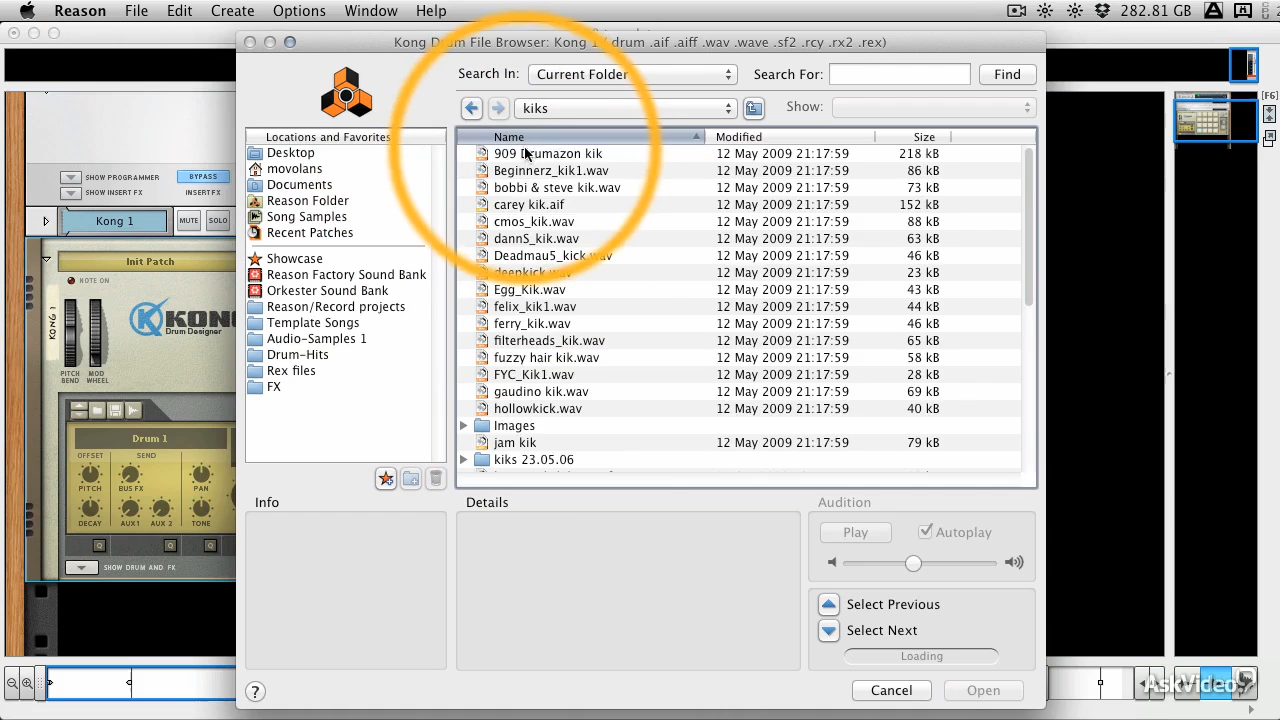 Reason File Edit Create Options Window Help 282.81 GB
Kong Drum File Browser: Kong 1 (drum .aif .aiff .wav .wave .sf2 .rcy .rx2 .rex)
Search In: Current Folder Search For: Find
kiks Show:
Locations and Favorites
Desktop
movolans
Documents
Reason Folder
Song Samples
Recent Patches
Showcase
Reason Factory Sound Bank
Orkester Sound Bank
Reason/Record projects
Template Songs
Audio-Samples 1
Drum-Hits
Rex files
FX
Name Modified Size
909 Drumazon kik 12 May 2009 21:17:59 218 kB
Beginnerz_kik1.wav 12 May 2009 21:17:59 86 kB
bobbi & steve kik.wav 12 May 2009 21:17:59 73 kB
carey kik.aif 12 May 2009 21:17:59 152 kB
cmos_kik.wav 12 May 2009 21:17:59 88 kB
dannS_kik.wav 12 May 2009 21:17:59 63 kB
Deadmau5_kick.wav 12 May 2009 21:17:59 46 kB
deepkick.wav 12 May 2009 21:17:59 23 kB
Egg_Kik.wav 12 May 2009 21:17:59 43 kB
felix_kik1.wav 12 May 2009 21:17:59 44 kB
ferry_kik.wav 12 May 2009 21:17:59 46 kB
filterheads_kik.wav 12 May 2009 21:17:59 65 kB
fuzzy hair kik.wav 12 May 2009 21:17:59 58 kB
FYC_Kik1.wav 12 May 2009 21:17:59 28 kB
gaudino kik.wav 12 May 2009 21:17:59 69 kB
hollowkick.wav 12 May 2009 21:17:59 40 kB
Images
jam kik 12 May 2009 21:17:59 79 kB
kiks 23.05.06
Info
Details
Audition
Play Autoplay
Select Previous
Select Next
Loading
? Cancel Open
SHOW PROGRAMMER BYPASS
SHOW INSERT FX INSERT FX
Kong 1 MUTE SOLO
Init Patch
NOTE ON
KONG 1
KONG
Drum Designer
PITCH BEND MOD WHEEL
Drum 1
OFFSET SEND
PITCH BUS FX PAN
DECAY AUX1 AUX 2 TONE
Q Q Q
SHOW DRUM AND FX
[F6]
AskVideo